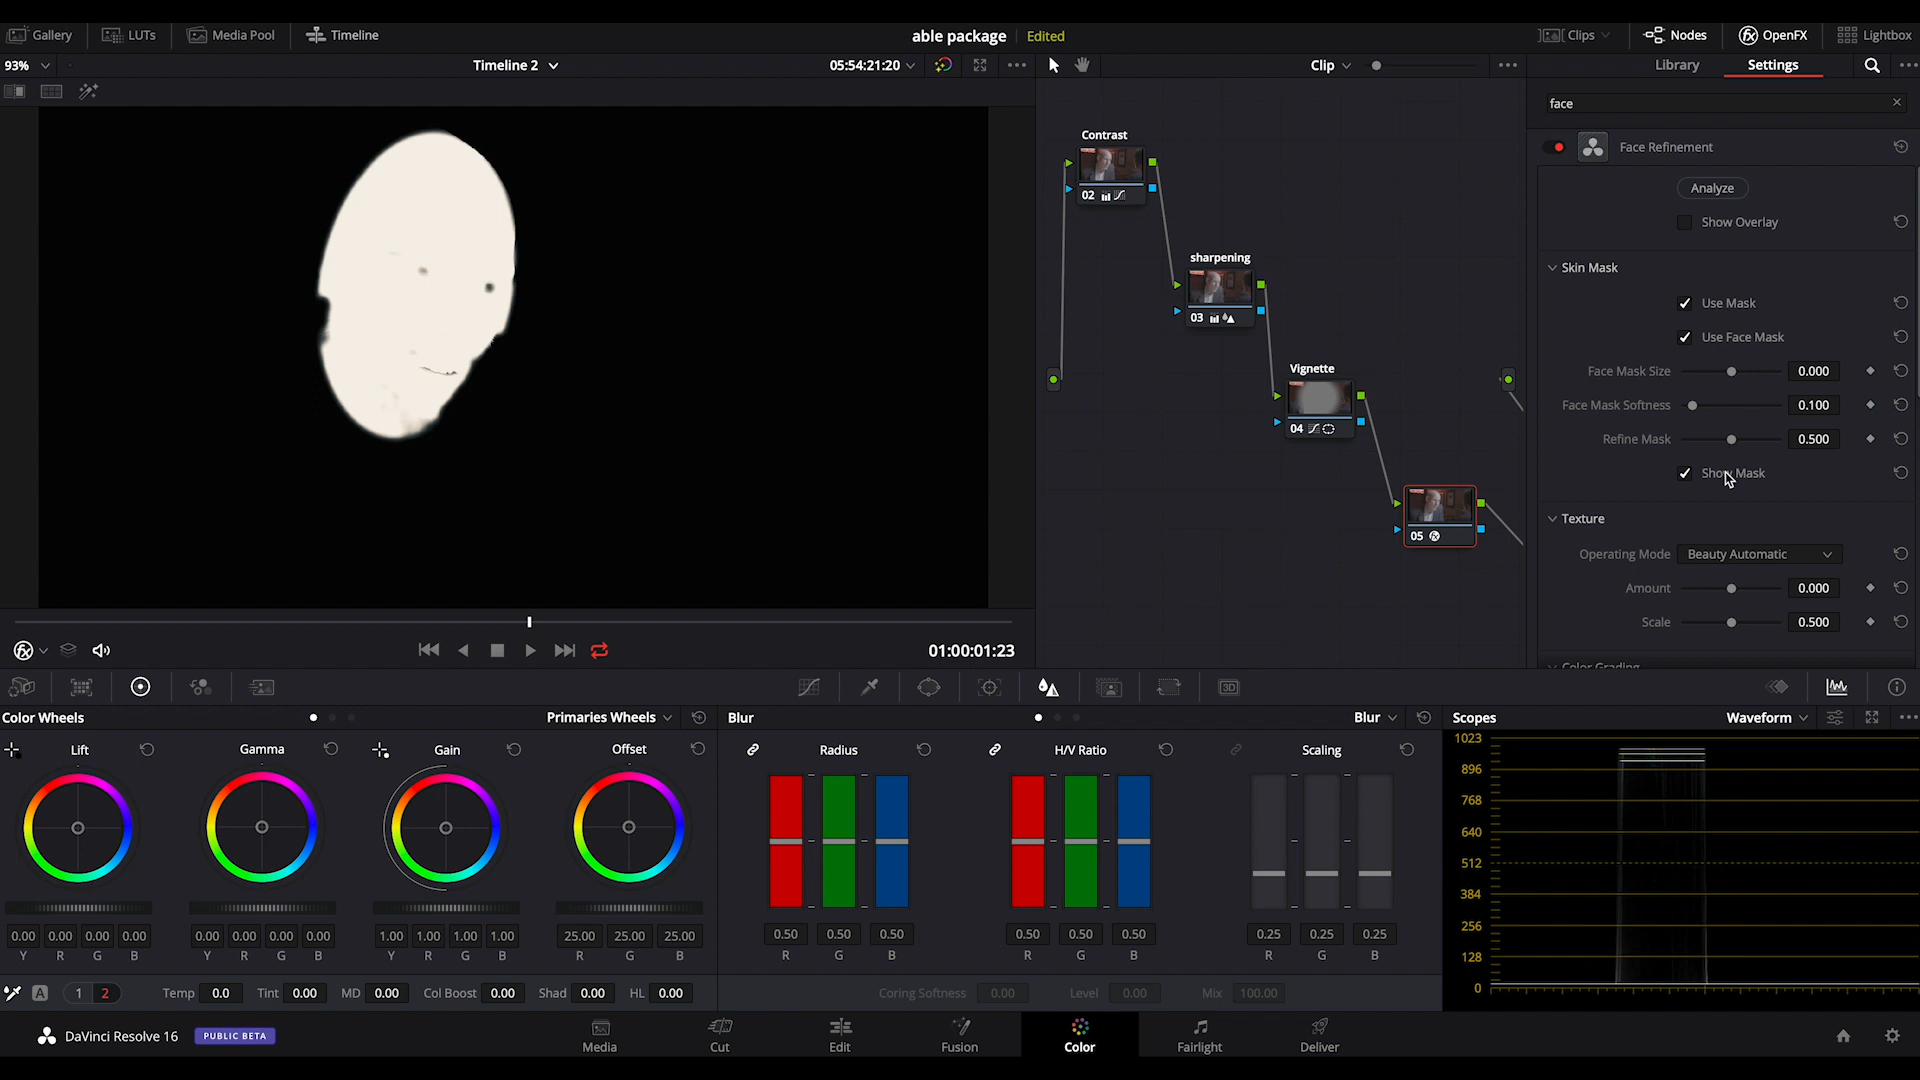 Gallery LUTs Media Pool Timeline able package Edited Clips Nodes OpenFX Lightbox
93% Timeline 2 05:54:21:20 Clip Library Settings
face
Face Refinement
Analyze
Show Overlay
Skin Mask
Use Mask
Use Face Mask
Face Mask Size 0.000
Face Mask Softness 0.100
Refine Mask 0.500
Show Mask
Texture
Operating Mode Beauty Automatic
Amount 0.000
Scale 0.500
Color Grading
Contrast
02
sharpening
03
Vignette
04
05
01:00:01:23
3D
Color Wheels Primaries Wheels Blur Blur Scopes Waveform
Lift Gamma Gain Offset Radius H/V Ratio Scaling
1023
896
768
640
512
384
256
128
0
0.00 0.00 0.00 0.00 0.00 0.00 0.00 0.00 1.00 1.00 1.00 1.00 25.00 25.00 25.00 0.50 0.50 0.50 0.50 0.50 0.50 0.25 0.25 0.25
Y R G B Y R G B Y R G B R G B R G B R G B R G B
A 1 2 Temp 0.0 Tint 0.00 MD 0.00 Col Boost 0.00 Shad 0.00 HL 0.00 Coring Softness 0.00 Level 0.00 Mix 100.00
DaVinci Resolve 16 PUBLIC BETA Media Cut Edit Fusion Color Fairlight Deliver